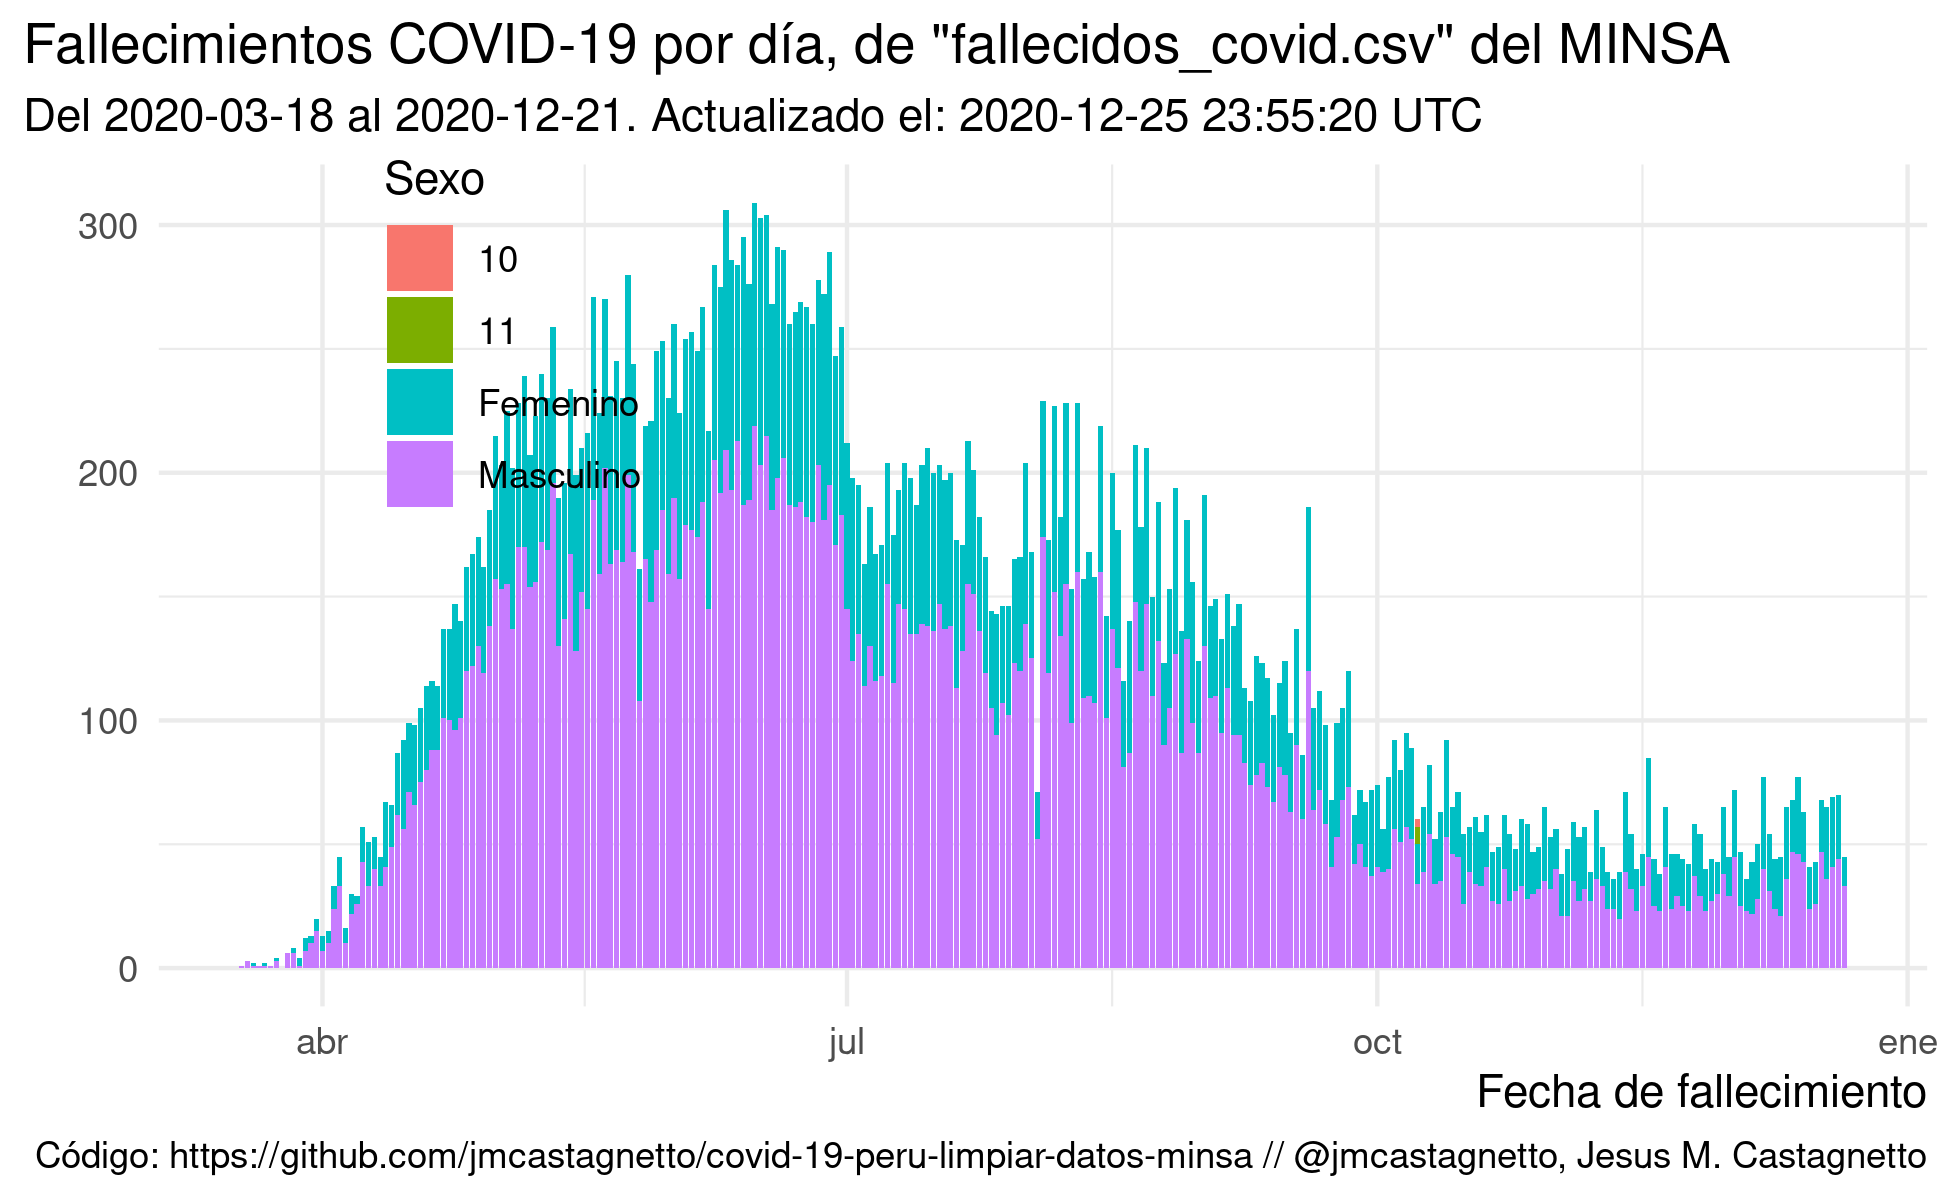 Fallecimientos COVID-19 por día, de "fallecidos_covid.csv" del MINSA
Del 2020-03-18 al 2020-12-21. Actualizado el: 2020-12-25 23:55:20 UTC
Sexo
10
11
Femenino
Masculino
300
200
100
0
abr jul oct ene
Fecha de fallecimiento
Código: https://github.com/jmcastagnetto/covid-19-peru-limpiar-datos-minsa // @jmcastagnetto, Jesus M. Castagnetto